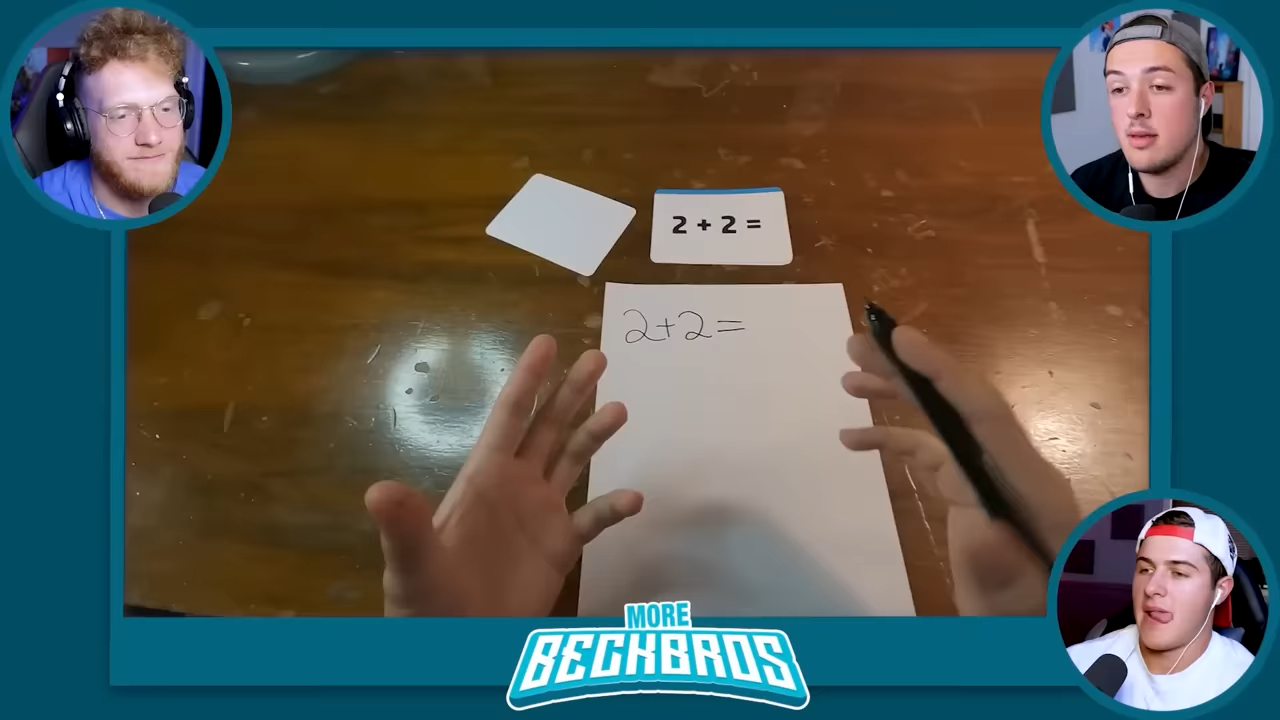 2 + 2 =
2+2=
MORE
BECKBROS